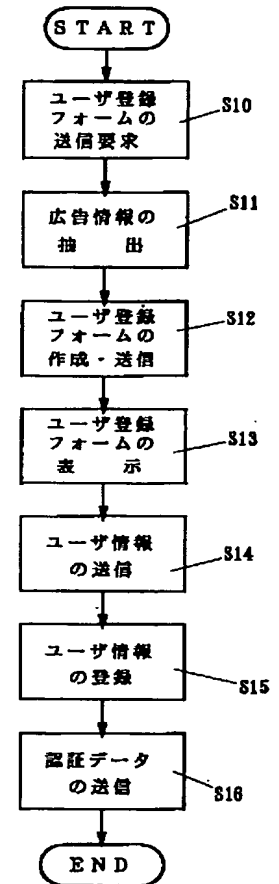 START
ユーザ登録
フォームの
送信要求
S10
広告情報の
抽 出
S11
ユーザ登録
フォームの
作成・送信
S12
ユーザ登録
フォームの
表 示
S13
ユーザ情報
の送信
S14
ユーザ情報
の登録
S15
認証データ
の送信
S16
END